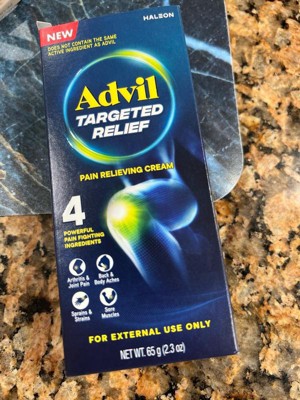 HALEON
NEW
DOES NOT CONTAIN THE SAME
ACTIVE INGREDIENT AS ADVIL
Advil
TARGETED
RELIEF
PAIN RELIEVING CREAM
4
POWERFUL
PAIN FIGHTING
INGREDIENTS
Arthritis &
Joint Pain
Back &
Body Aches
Sprains &
Strains
Sore
Muscles
FOR EXTERNAL USE ONLY
NET WT. 65 g (2.3 oz)